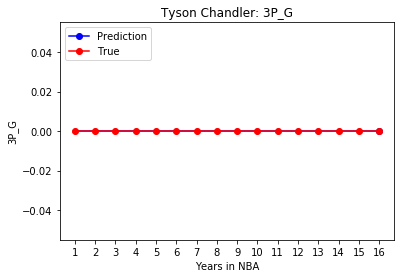 Tyson Chandler: 3P_G
Prediction
True
0.04
0.02
0.00
−0.02
−0.04
3P_G
1 2 3 4 5 6 7 8 9 10 11 12 13 14 15 16
Years in NBA